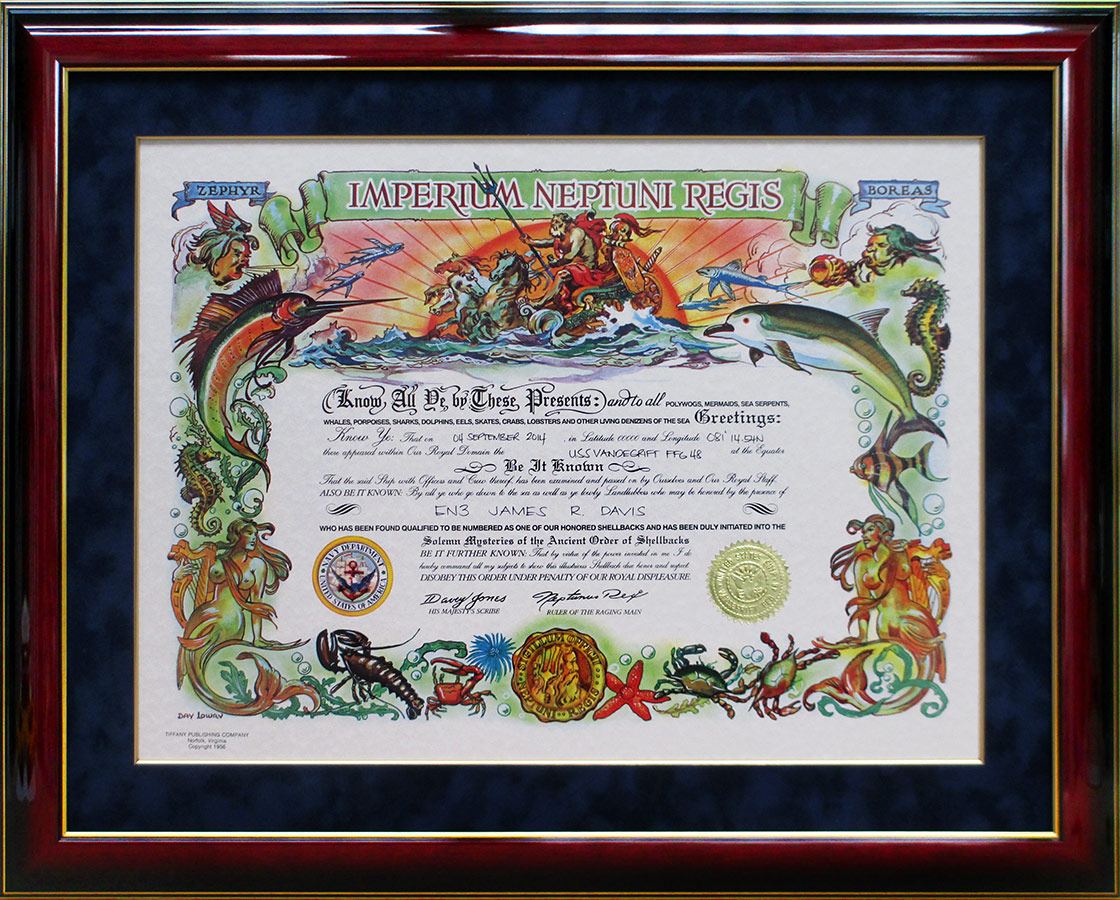 ZEPHYR
IMPERIUM NEPTUNI REGIS
BOREAS
Know All Ye by These Presents: and to all POLYWOGS, MERMAIDS, SEA SERPENTS,
WHALES, PORPOISES, SHARKS, DOLPHINS, EELS, SKATES, CRABS, LOBSTERS AND OTHER LIVING DENIZENS OF THE SEA Greetings:
Know Ye: That on 04 SEPTEMBER 2014, in Latitude 00000 and Longitude 081° 14.54N
there appeared within Our Royal Domain the USS VANDEGRIFT FFG 48 at the Equator
Be It Known
That the said Ship with Officers and Crew thereof, has been examined and passed on by Ourselves and Our Royal Staff.
ALSO BE IT KNOWN: By all ye who go down to the sea as well as ye lowly Landlubbers who may be honored by the presence of
EN3 JAMES R. DAVIS
WHO HAS BEEN FOUND QUALIFIED TO BE NUMBERED AS ONE OF OUR HONORED SHELLBACKS AND HAS BEEN DULY INITIATED INTO THE
Solemn Mysteries of the Ancient Order of Shellbacks
BE IT FURTHER KNOWN: That by virtue of the power invested in me I do
hereby command all my subjects to show this illustrious Shellback due honor and respect.
DISOBEY THIS ORDER UNDER PENALTY OF OUR ROYAL DISPLEASURE.
NAVY DEPARTMENT
UNITED STATES OF AMERICA
Davey Jones
HIS MAJESTY'S SCRIBE
Neptunus Rex
RULER OF THE RAGING MAIN
SIGILLUM
NEPTUNI REGIS
DAV LOWRY
TIFFANY PUBLISHING COMPANY
Norfolk, Virginia
Copyright 1956